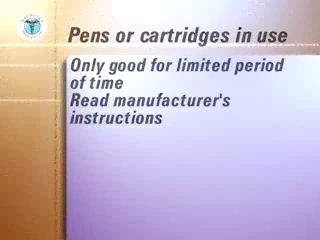 Pens or cartridges in use
Only good for limited period
of time
Read manufacturer's
instructions